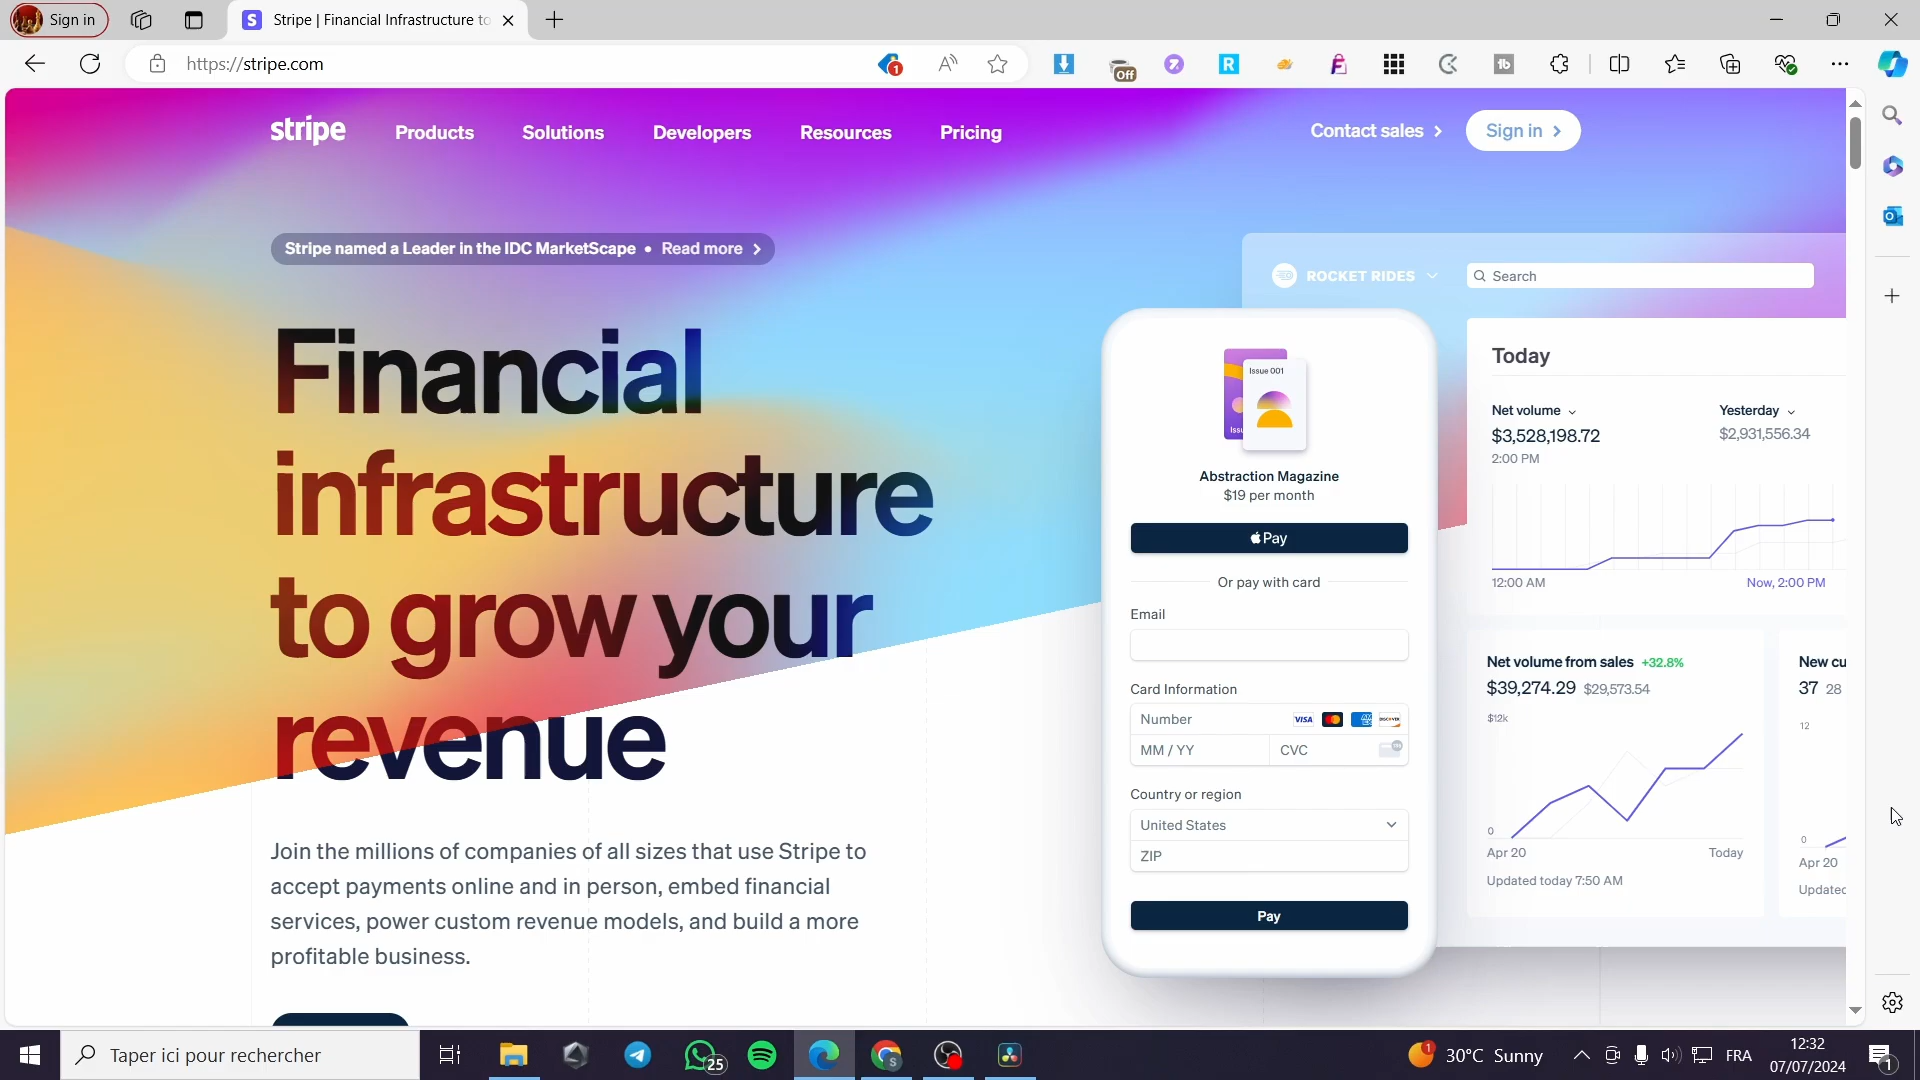 Sign in
Stripe | Financial Infrastructure to
https://stripe.com
1
Off
R
tb
stripe
Products
Solutions
Developers
Resources
Pricing
Contact sales
Sign in
Stripe named a Leader in the IDC MarketScape • Read more
Financial
infrastructure
to grow your
revenue
Join the millions of companies of all sizes that use Stripe to
accept payments online and in person, embed financial
services, power custom revenue models, and build a more
profitable business.
ROCKET RIDES
Search
Issue 001
Abstraction Magazine
$19 per month
Pay
Or pay with card
Email
Card Information
Number
VISA
DISCOVER
MM / YY
CVC
Country or region
United States
ZIP
Pay
Today
Net volume
$3,528,198.72
2:00 PM
Yesterday
$2,931,556.34
12:00 AM
Now, 2:00 PM
Net volume from sales +32.8%
$39,274.29 $29,573.54
$12k
0
Apr 20
Today
Updated today 7:50 AM
New cu
37 28
12
0
Apr 20
Updated
Taper ici pour rechercher
25
1
30°C Sunny
FRA
12:32
07/07/2024
1